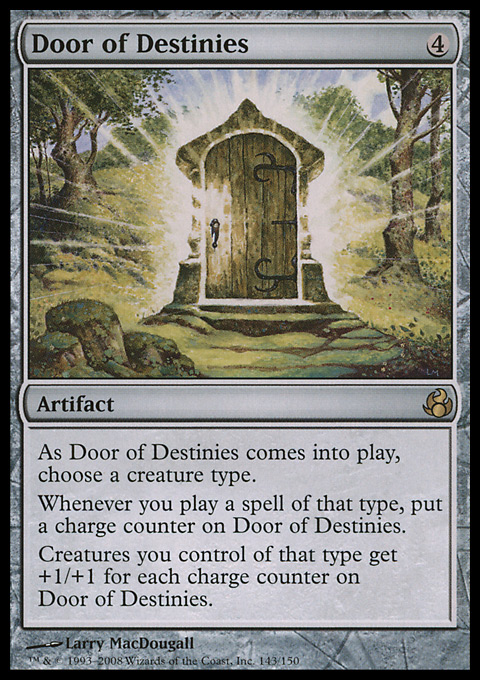 Door of Destinies 4
LM
Artifact
As Door of Destinies comes into play,
choose a creature type.
Whenever you play a spell of that type, put
a charge counter on Door of Destinies.
Creatures you control of that type get
+1/+1 for each charge counter on
Door of Destinies.
Larry MacDougall
™ & © 1993–2008 Wizards of the Coast, Inc. 143/150